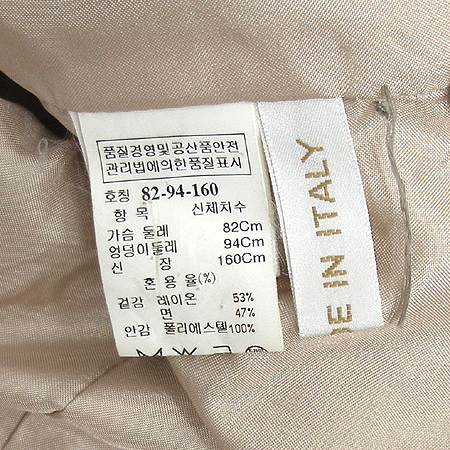 품질경영및공산품안전
관리법에의한품질표시
호칭 82-94-160
항 목 신체치수
가슴 둘레 82Cm
엉덩이둘레 94Cm
신 장 160Cm
혼 용 율(%)
겉감 레이온 53%
면 47%
안감 폴리에스텔 100%
DE IN ITALY